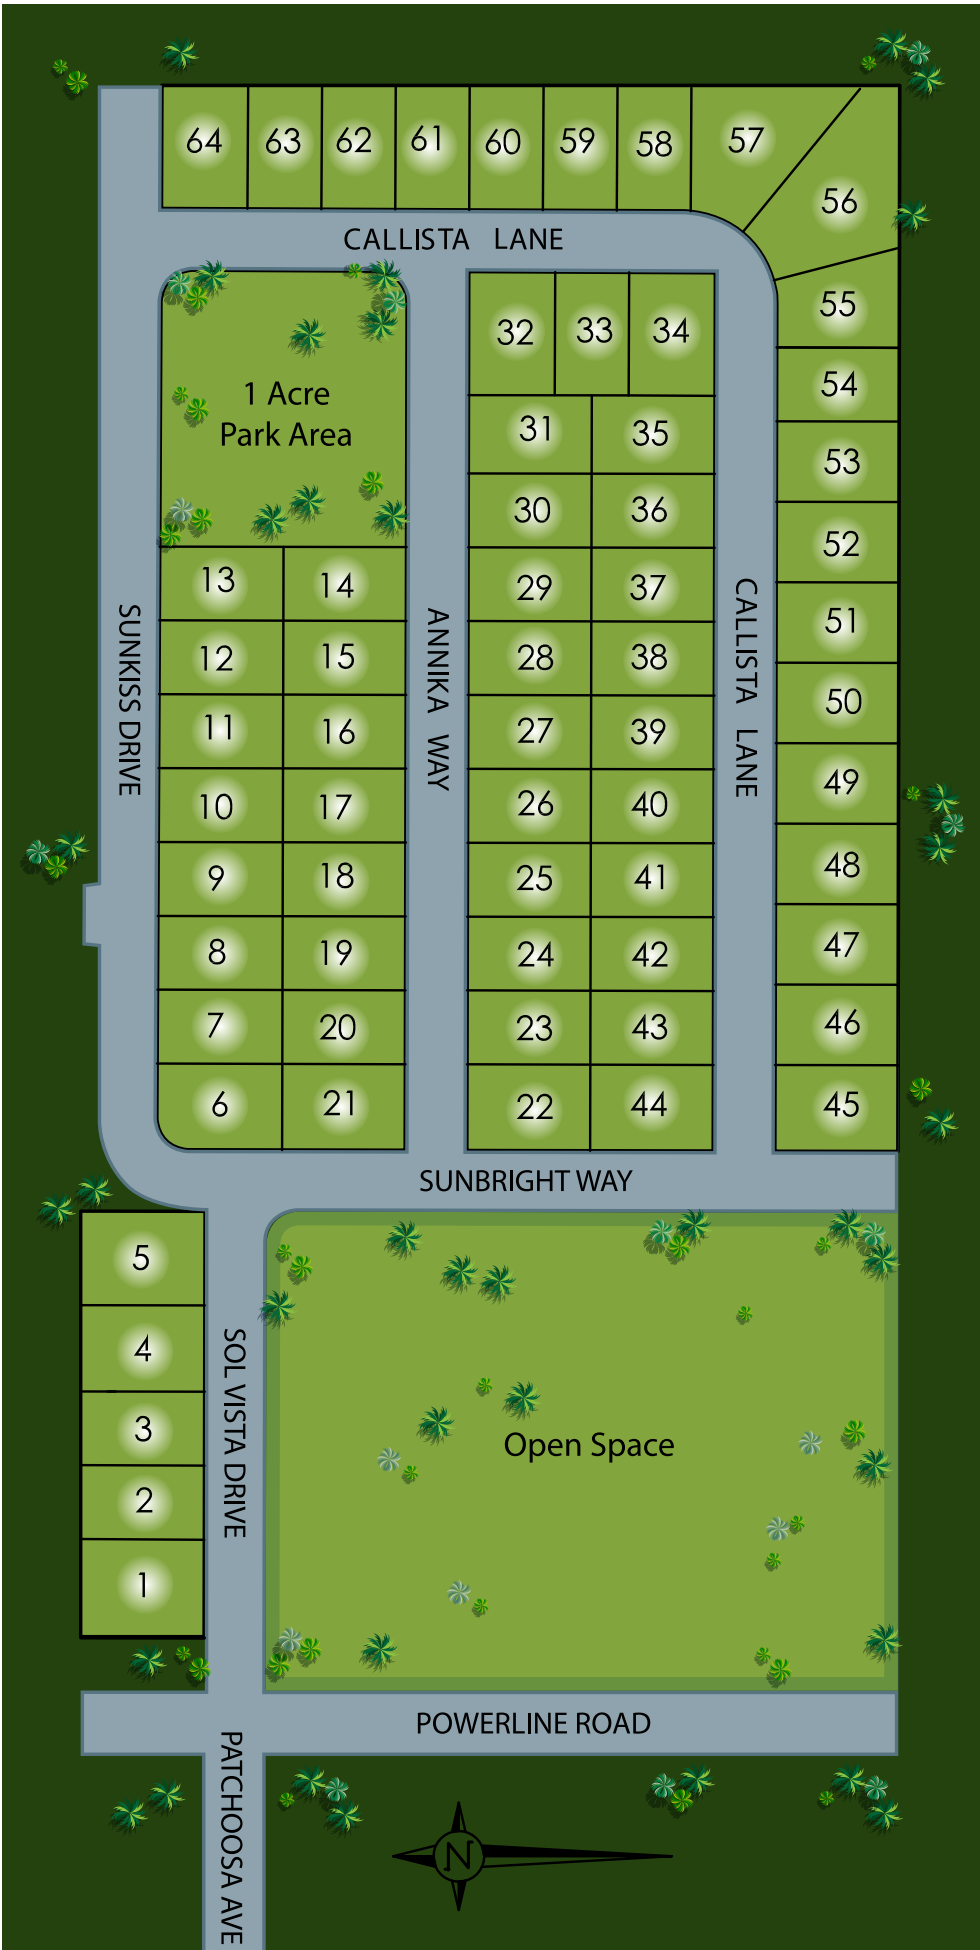 64 63 62 61 60 59 58 57
56
CALLISTA LANE
55
32 33 34
54
1 Acre
Park Area
31 35
53
30 36
52
13 14 29 37
51
12 15 28 38
50
11 16 27 39
49
10 17 26 40
48
9 18 25 41
47
8 19 24 42
46
7 20 23 43
45
6 21 22 44
SUNKISS DRIVE
ANNIKA WAY
CALLISTA LANE
SUNBRIGHT WAY
5
4
3
2
1
SOL VISTA DRIVE
Open Space
POWERLINE ROAD
PATCHOOSA AVE
N